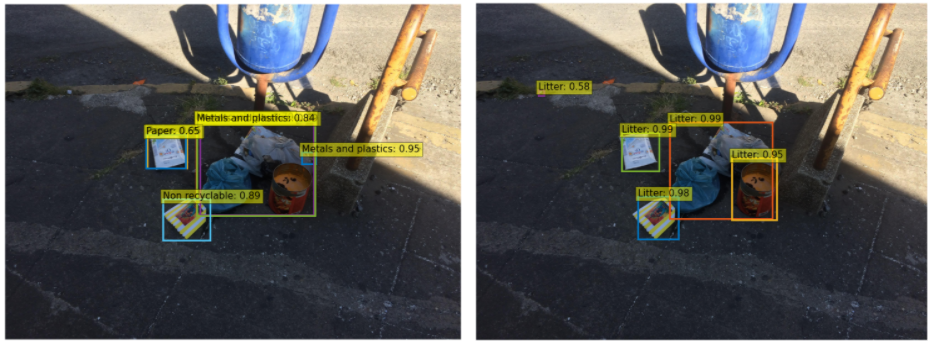 Metals and plastics: 0.84
Paper: 0.65
Metals and plastics: 0.95
Non recyclable: 0.89
Litter: 0.58
Litter: 0.99
Litter: 0.99
Litter: 0.95
Litter: 0.98